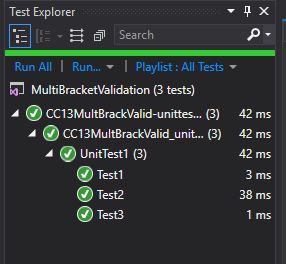 Test Explorer
Search
Run All | Run... | Playlist : All Tests
MultiBracketValidation (3 tests)
CC13MultBrackValid-unittes... (3) 42 ms
CC13MultBrackValid_unit... (3) 42 ms
UnitTest1 (3) 42 ms
Test1 3 ms
Test2 38 ms
Test3 1 ms